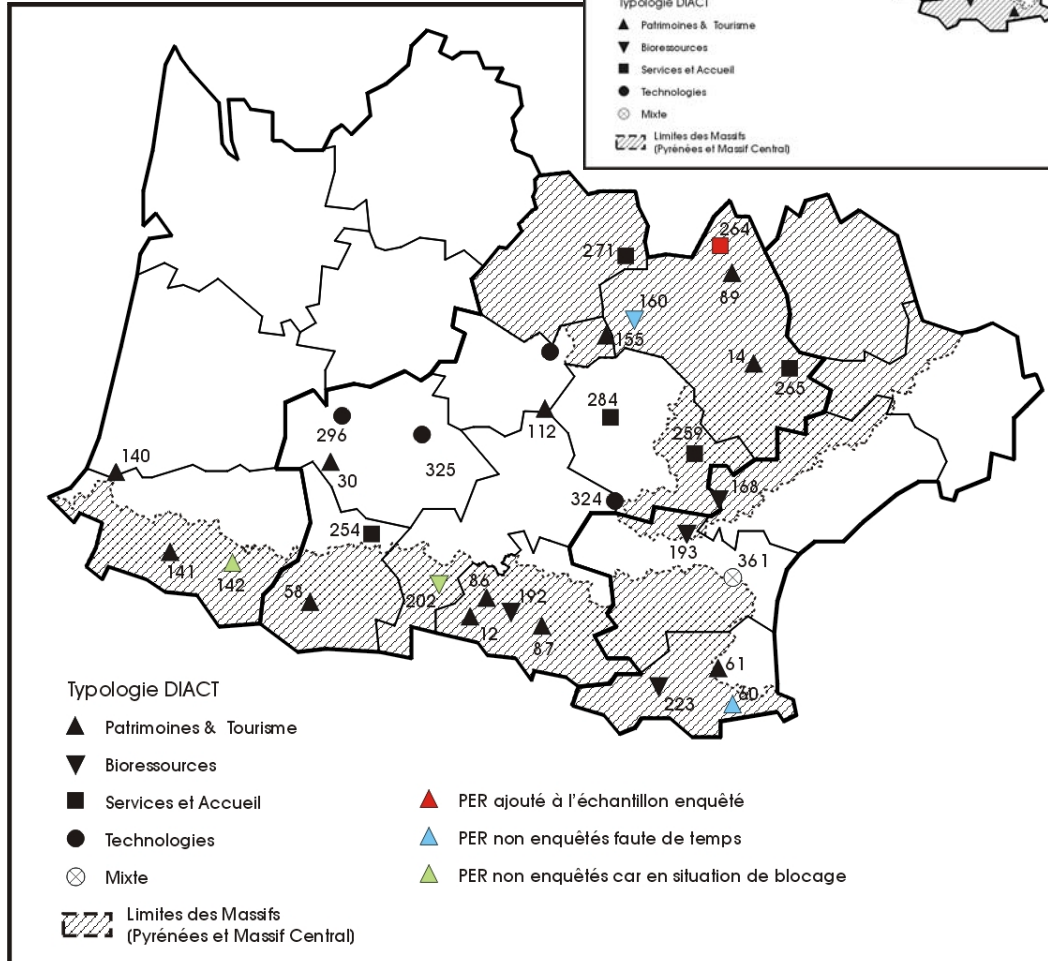 Typologie DIACT
Patrimoines & Tourisme
Bioressources
Services et Accueil
Technologies
Mixte
Limites des Massifs
(Pyrénées et Massif Central)
264
271
89
160
155
14
265
284
112
259
296
325
30
140
324
168
254
193
361
141
142
58
202
86
192
12
87
61
60
223
Typologie DIACT
Patrimoines & Tourisme
Bioressources
Services et Accueil
Technologies
Mixte
Limites des Massifs
(Pyrénées et Massif Central)
PER ajouté à l'échantillon enquêté
PER non enquêtés faute de temps
PER non enquêtés car en situation de blocage